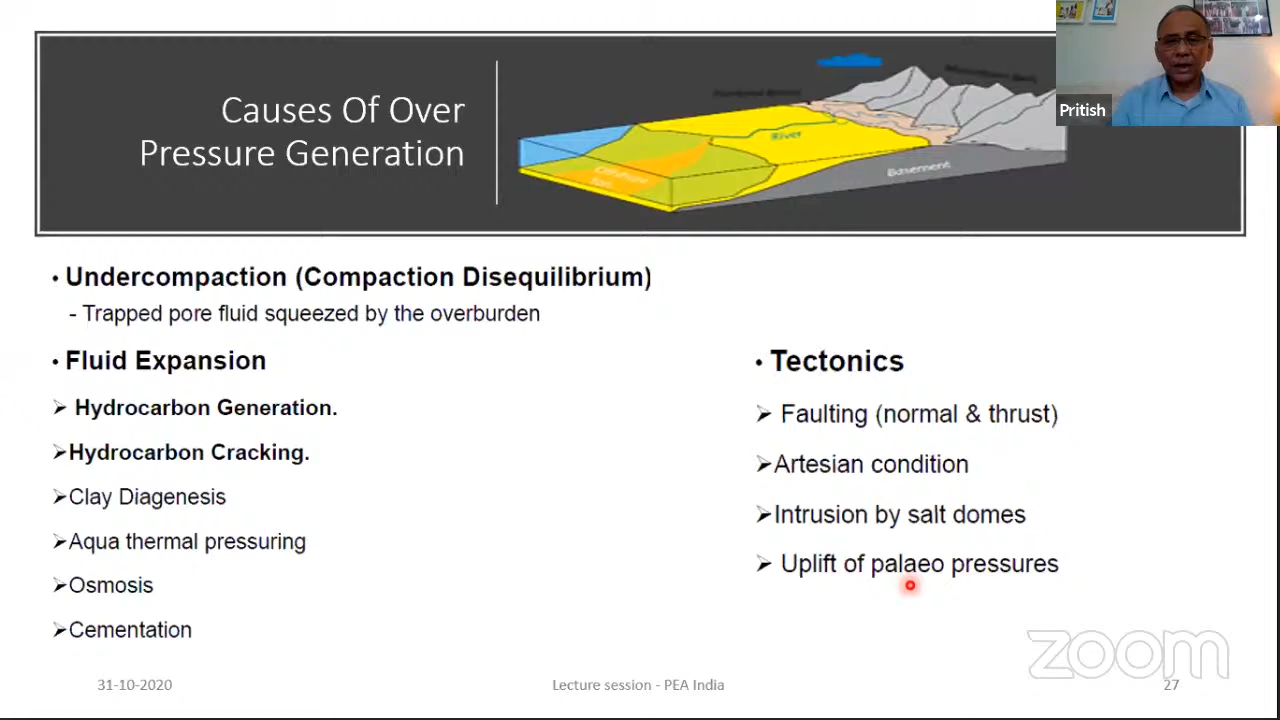 Causes Of Over
Pressure Generation
River
Offshore
Basement
Pritish
• Undercompaction (Compaction Disequilibrium)
- Trapped pore fluid squeezed by the overburden
• Fluid Expansion
➢ Hydrocarbon Generation.
➢Hydrocarbon Cracking.
➢Clay Diagenesis
➢Aqua thermal pressuring
➢Osmosis
➢Cementation
• Tectonics
➢ Faulting (normal & thrust)
➢Artesian condition
➢Intrusion by salt domes
➢ Uplift of palaeo pressures
zoom
31-10-2020
Lecture session - PEA India
27